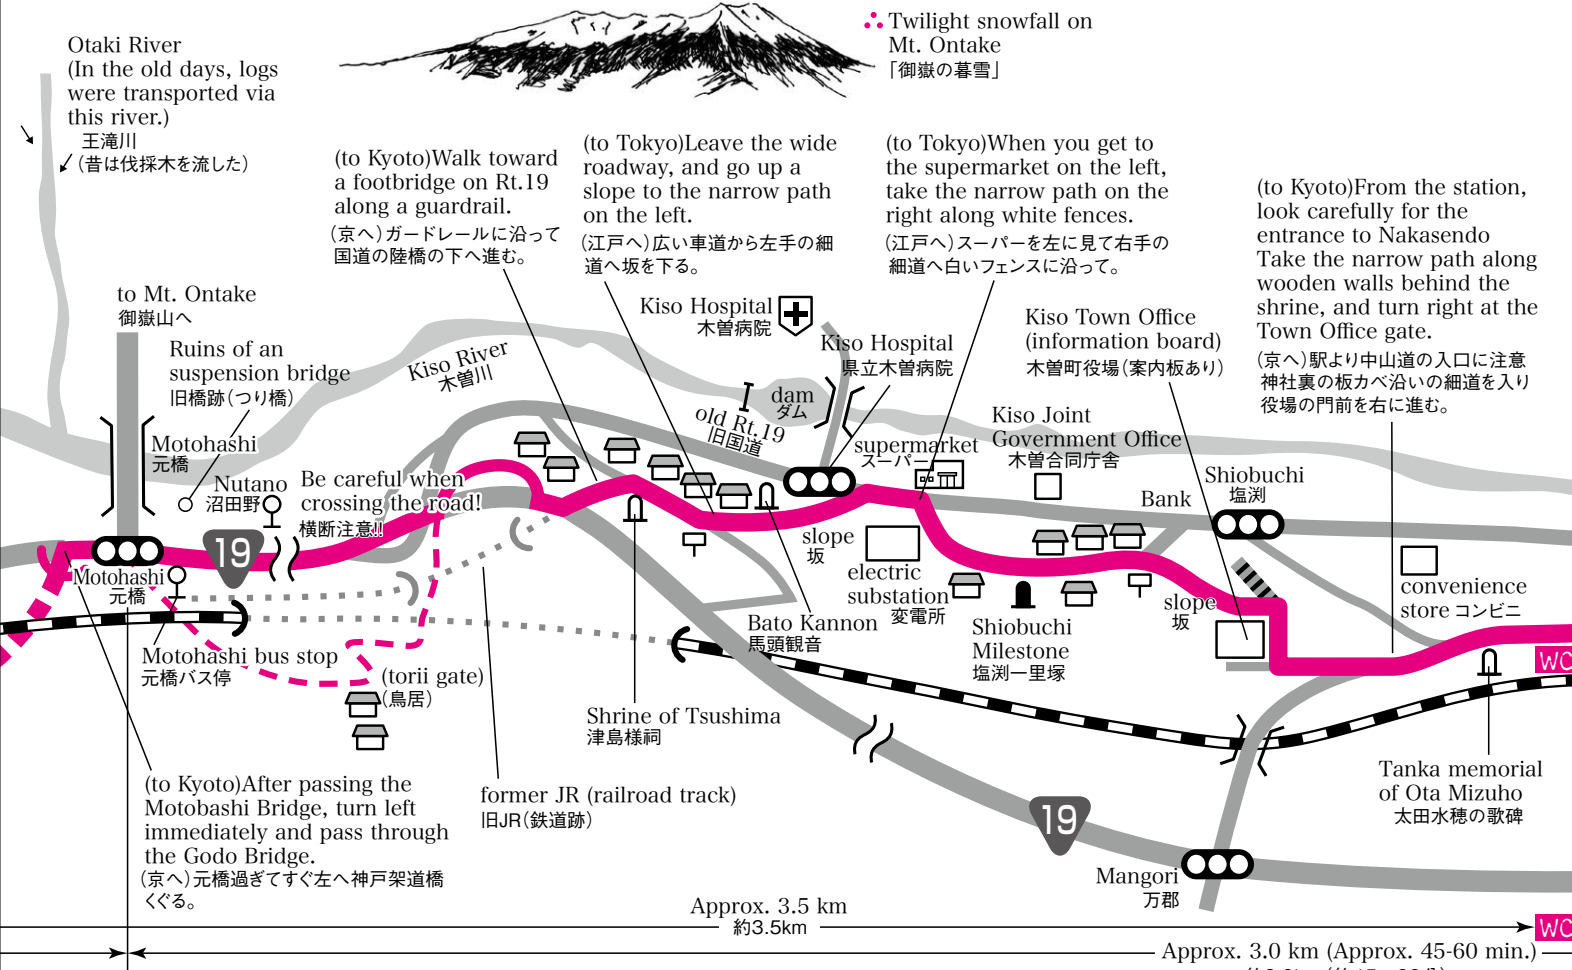 Twilight snowfall on
Mt. Ontake
「御嶽の暮雪」
Otaki River
(In the old days, logs
were transported via
this river.)
王滝川
(昔は伐採木を流した)
(to Kyoto)Walk toward
a footbridge on Rt.19
along a guardrail.
(京へ)ガードレールに沿って
国道の陸橋の下へ進む。
(to Tokyo)Leave the wide
roadway, and go up a
slope to the narrow path
on the left.
(江戸へ)広い車道から左手の細
道へ坂を下る。
(to Tokyo)When you get to
the supermarket on the left,
take the narrow path on the
right along white fences.
(江戸へ)スーパーを左に見て右手の
細道へ白いフェンスに沿って。
(to Kyoto)From the station,
look carefully for the
entrance to Nakasendo
Take the narrow path along
wooden walls behind the
shrine, and turn right at the
Town Office gate.
(京へ)駅より中山道の入口に注意
神社裏の板カベ沿いの細道を入り
役場の門前を右に進む。
to Mt. Ontake
御嶽山へ
Ruins of an
suspension bridge
旧橋跡(つり橋)
Kiso River
木曽川
Kiso Hospital
木曽病院
Kiso Hospital
県立木曽病院
Kiso Town Office
(information board)
木曽町役場(案内板あり)
dam
ダム
old Rt.19
旧国道
supermarket
スーパー
Kiso Joint
Government Office
木曽合同庁舎
Motohashi
元橋
Nutano
沼田野
Be careful when
crossing the road!
横断注意!!
Bank
Shiobuchi
塩渕
19
Motohashi
元橋
slope
坂
electric
substation
変電所
Bato Kannon
馬頭観音
Shiobuchi
Milestone
塩渕一里塚
slope
坂
convenience
store コンビニ
WC
Motohashi bus stop
元橋バス停
(torii gate)
(鳥居)
Shrine of Tsushima
津島様祠
(to Kyoto)After passing the
Motobashi Bridge, turn left
immediately and pass through
the Godo Bridge.
(京へ)元橋過ぎてすぐ左へ神戸架道橋
くぐる。
former JR (railroad track)
旧JR(鉄道跡)
19
Tanka memorial
of Ota Mizuho
太田水穂の歌碑
Mangori
万郡
Approx. 3.5 km
約3.5km
WC
Approx. 3.0 km (Approx. 45-60 min.)